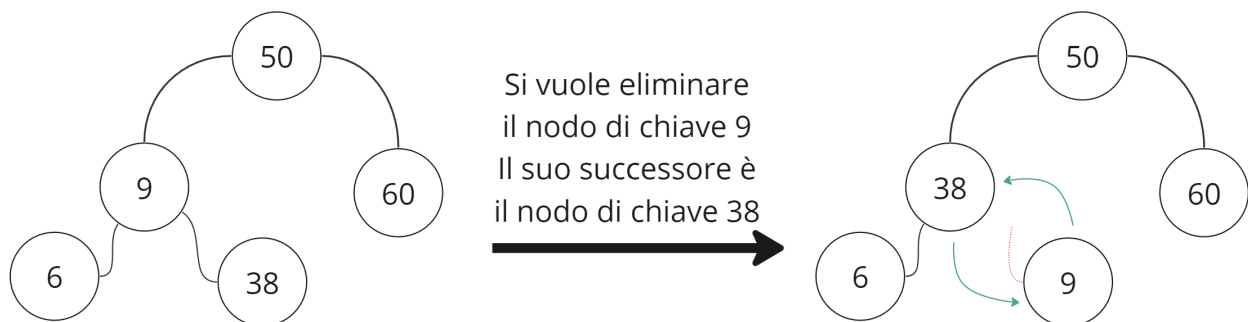 50
9
60
6
38
Si vuole eliminare
il nodo di chiave 9
Il suo successore è
il nodo di chiave 38
50
38
60
6
9